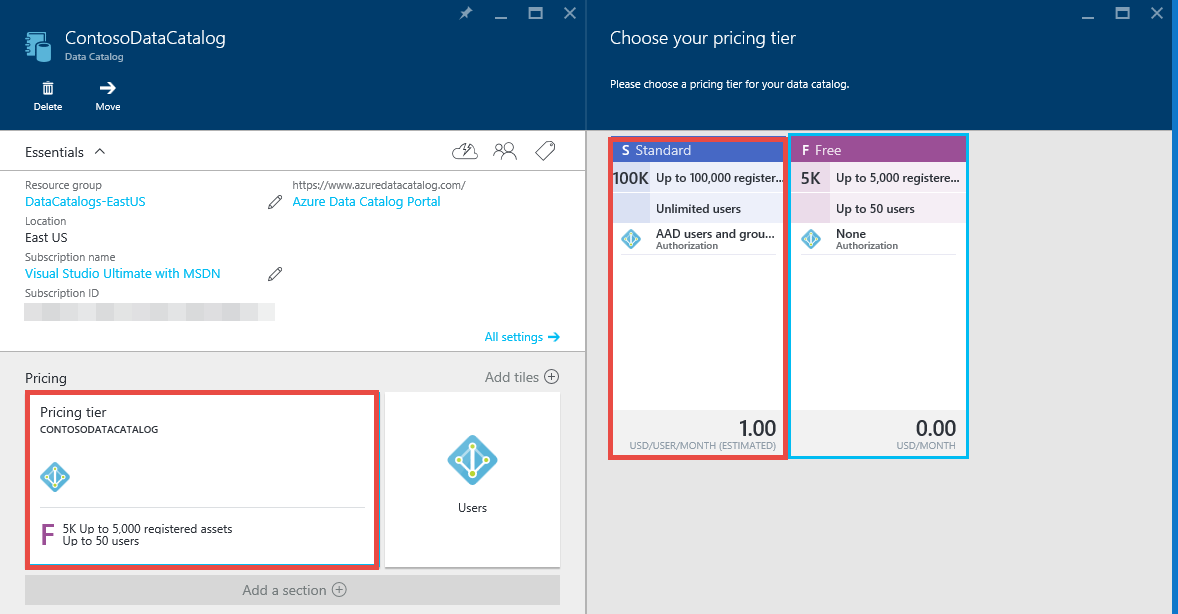 ContosoDataCatalog
Data Catalog
Delete
Move
Essentials
Resource group
DataCatalogs-EastUS
Location
East US
Subscription name
Visual Studio Ultimate with MSDN
Subscription ID
https://www.azuredatacatalog.com/
Azure Data Catalog Portal
All settings
Pricing
Add tiles
Pricing tier
CONTOSODATACATALOG
F
5K Up to 5,000 registered assets
Up to 50 users
Users
Add a section
Choose your pricing tier
Please choose a pricing tier for your data catalog.
S Standard
100K Up to 100,000 register...
Unlimited users
AAD users and grou...
Authorization
1.00
USD/USER/MONTH (ESTIMATED)
F Free
5K Up to 5,000 registere...
Up to 50 users
None
Authorization
0.00
USD/MONTH